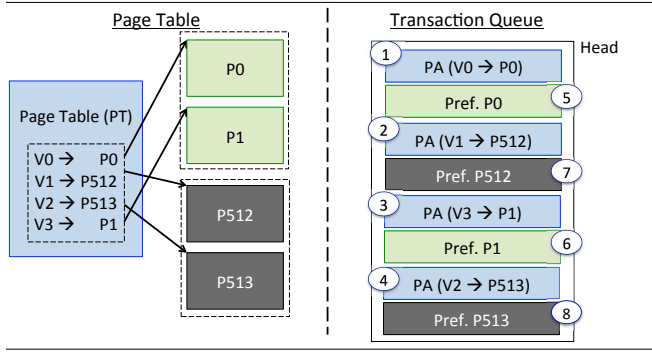 Page Table
Page Table (PT)
V0 → P0
V1 → P512
V2 → P513
V3 → P1
P0
P1
P512
P513
Transaction Queue
Head
1
PA (V0 → P0)
Pref. P0
5
2
PA (V1 → P512)
Pref. P512
7
3
PA (V3 → P1)
Pref. P1
6
4
PA (V2 → P513)
Pref. P513
8